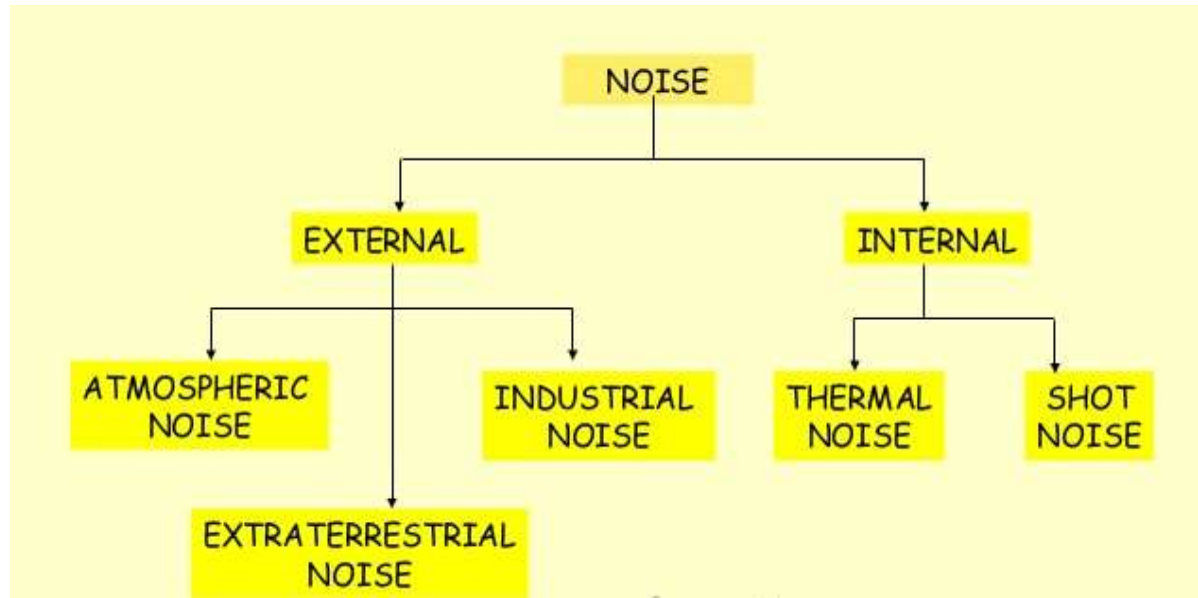 NOISE
EXTERNAL
INTERNAL
ATMOSPHERIC
NOISE
INDUSTRIAL
NOISE
THERMAL
NOISE
SHOT
NOISE
EXTRATERRESTRIAL
NOISE